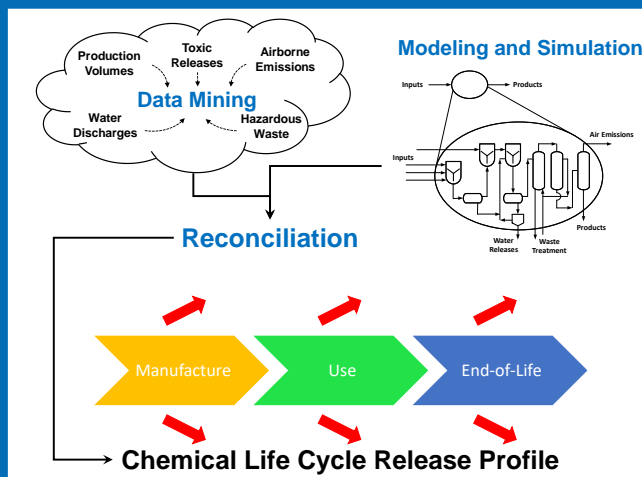 Production
Volumes
Toxic
Releases
Airborne
Emissions
Data Mining
Water
Discharges
Hazardous
Waste
Modeling and Simulation
Inputs
Products
Air Emissions
Inputs
Products
Water
Releases
Waste
Treatment
Reconciliation
Manufacture
Use
End-of-Life
Chemical Life Cycle Release Profile